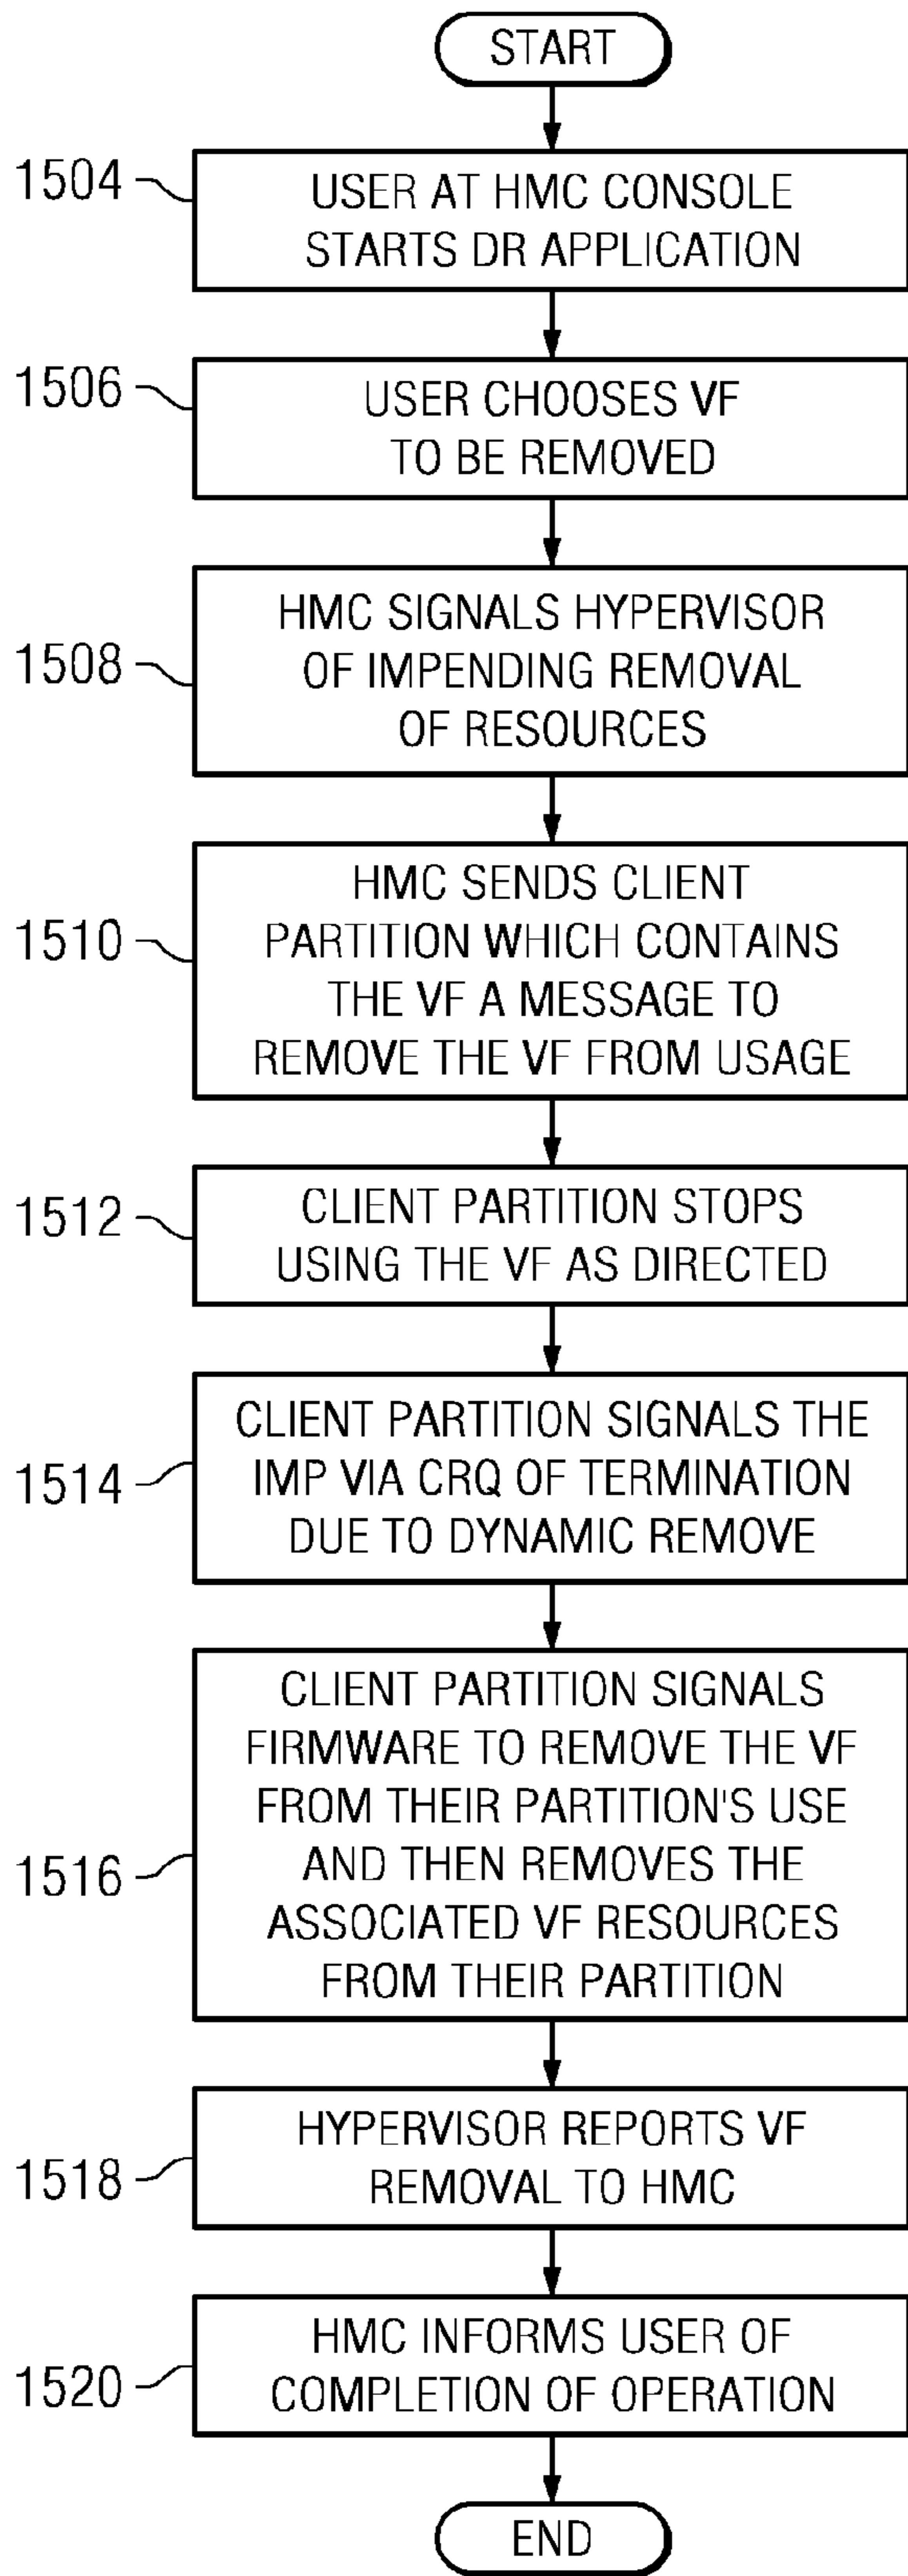 START
1504
USER AT HMC CONSOLE
STARTS DR APPLICATION
1506
USER CHOOSES VF
TO BE REMOVED
1508
HMC SIGNALS HYPERVISOR
OF IMPENDING REMOVAL
OF RESOURCES
1510
HMC SENDS CLIENT
PARTITION WHICH CONTAINS
THE VF A MESSAGE TO
REMOVE THE VF FROM USAGE
1512
CLIENT PARTITION STOPS
USING THE VF AS DIRECTED
1514
CLIENT PARTITION SIGNALS THE
IMP VIA CRQ OF TERMINATION
DUE TO DYNAMIC REMOVE
1516
CLIENT PARTITION SIGNALS
FIRMWARE TO REMOVE THE VF
FROM THEIR PARTITION'S USE
AND THEN REMOVES THE
ASSOCIATED VF RESOURCES
FROM THEIR PARTITION
1518
HYPERVISOR REPORTS VF
REMOVAL TO HMC
1520
HMC INFORMS USER OF
COMPLETION OF OPERATION
END